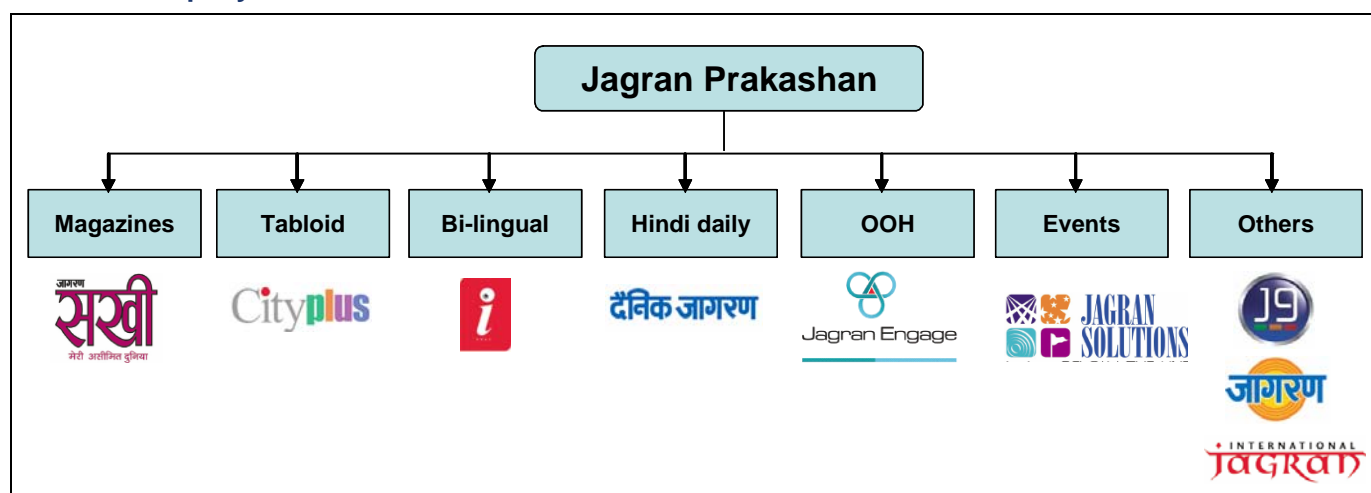 Jagran Prakashan
Magazines
Tabloid
Bi-lingual
Hindi daily
OOH
Events
Others
जागरण
सखी
मेरी असीमित दुनिया
Cityplus
i
दैनिक जागरण
Jagran Engage
JAGRAN
SOLUTIONS
J9
जागरण
INTERNATIONAL
JAGRAN